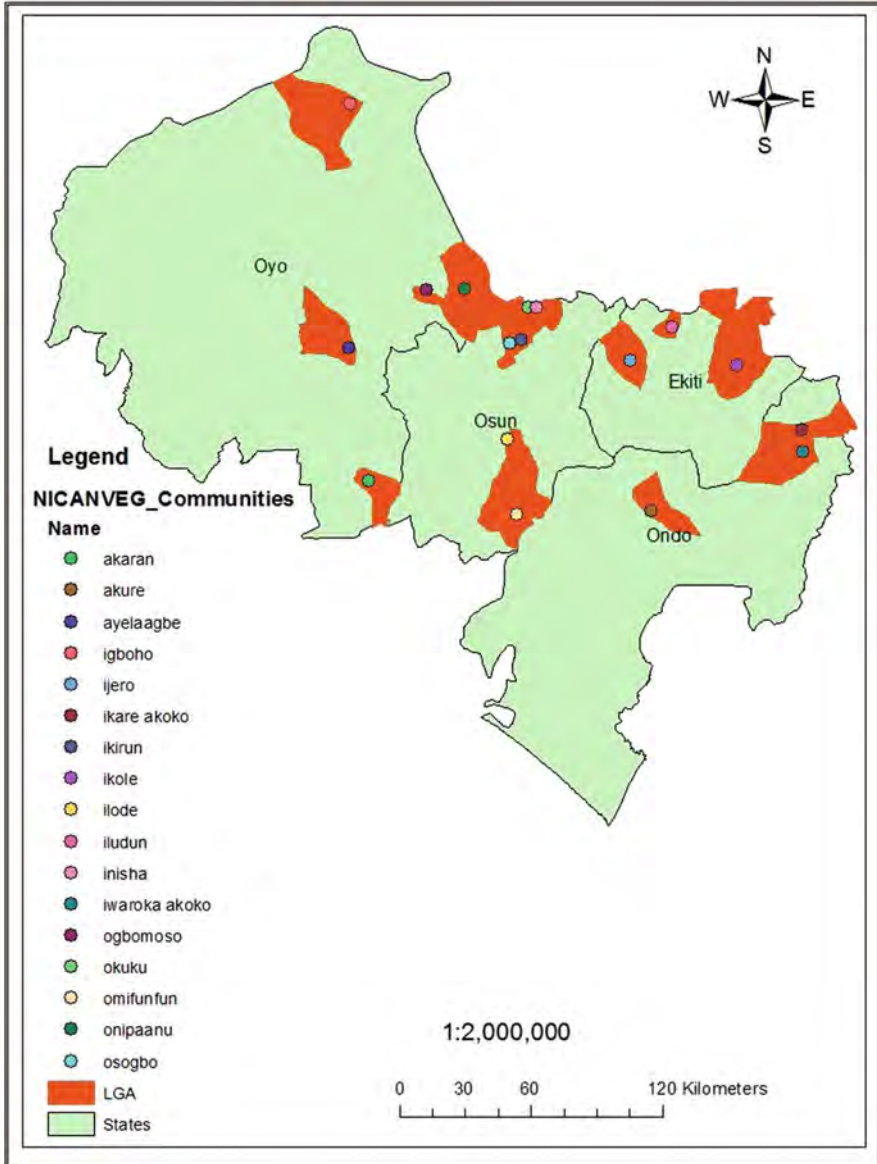 N
W E
S
Oyo
Ekiti
Osun
Ondo
Legend
NICANVEG_Communities
Name
akaran
akure
ayelaagbe
igboho
ijero
ikare akoko
ikirun
ikole
ilode
iludun
inisha
iwaroka akoko
ogbomoso
okuku
omifunfun
onipaanu
osogbo
LGA
States
1:2,000,000
0 30 60 120 Kilometers